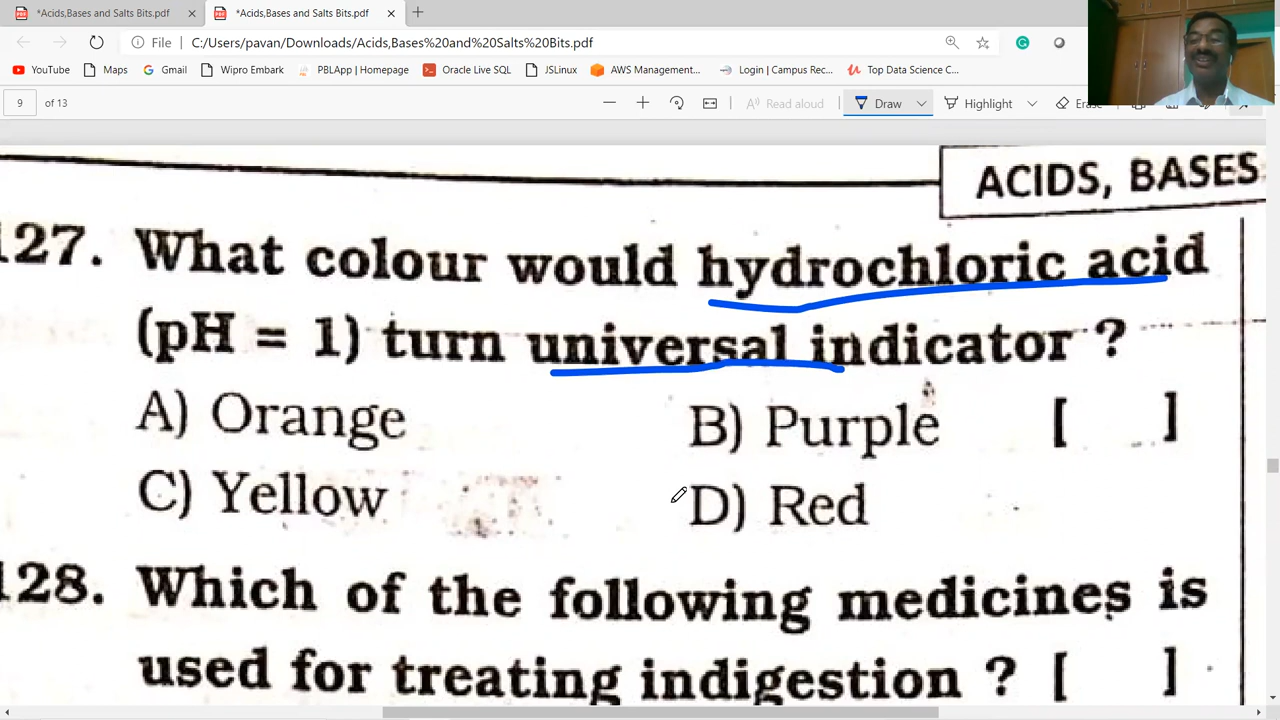 *Acids,Bases and Salts Bits.pdf
*Acids,Bases and Salts Bits.pdf
File C:/Users/pavan/Downloads/Acids,Bases%20and%20Salts%20Bits.pdf
YouTube Maps Gmail Wipro Embark PBLApp | Homepage Oracle Live SQL JSLinux AWS Management... Login | Campus Rec... Top Data Science C...
9 of 13 Read aloud Draw Highlight Erase
ACIDS, BASES
127. What colour would hydrochloric acid
(pH = 1) turn universal indicator ?
A) Orange B) Purple [ ]
C) Yellow D) Red
128. Which of the following medicines is
used for treating indigestion ? [ ]